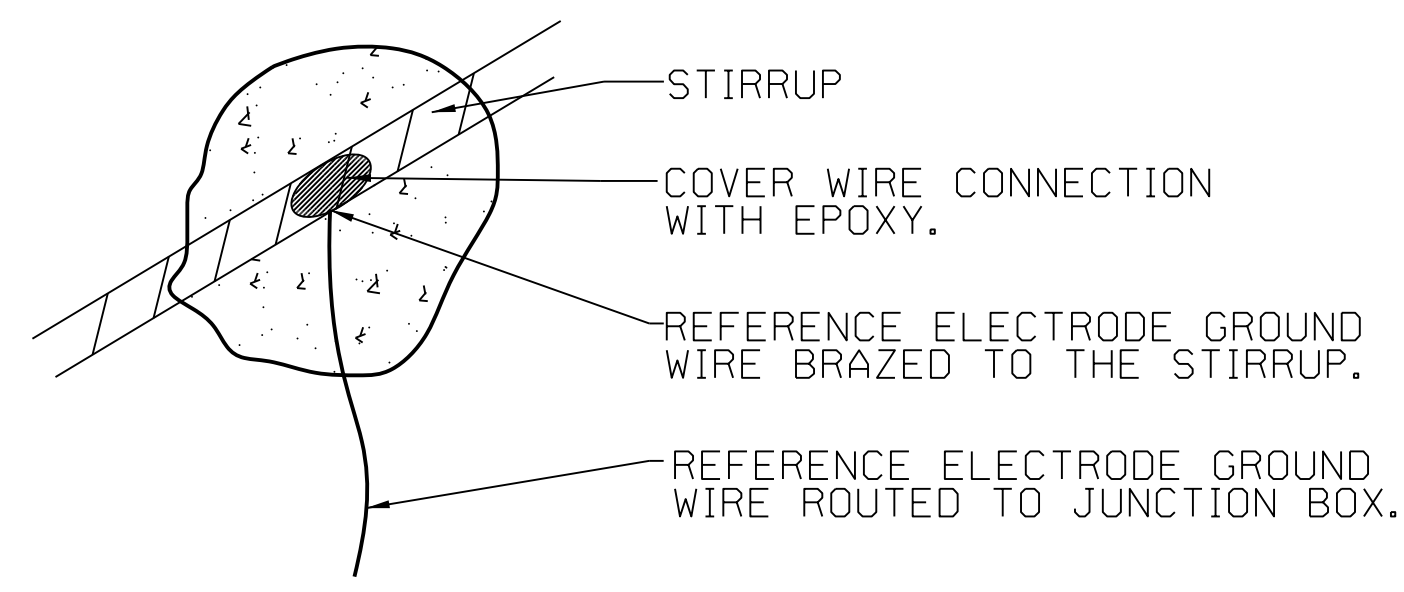 STIRRUP
COVER WIRE CONNECTION
WITH EPOXY.
REFERENCE ELECTRODE GROUND
WIRE BRAZED TO THE STIRRUP.
REFERENCE ELECTRODE GROUND
WIRE ROUTED TO JUNCTION BOX.